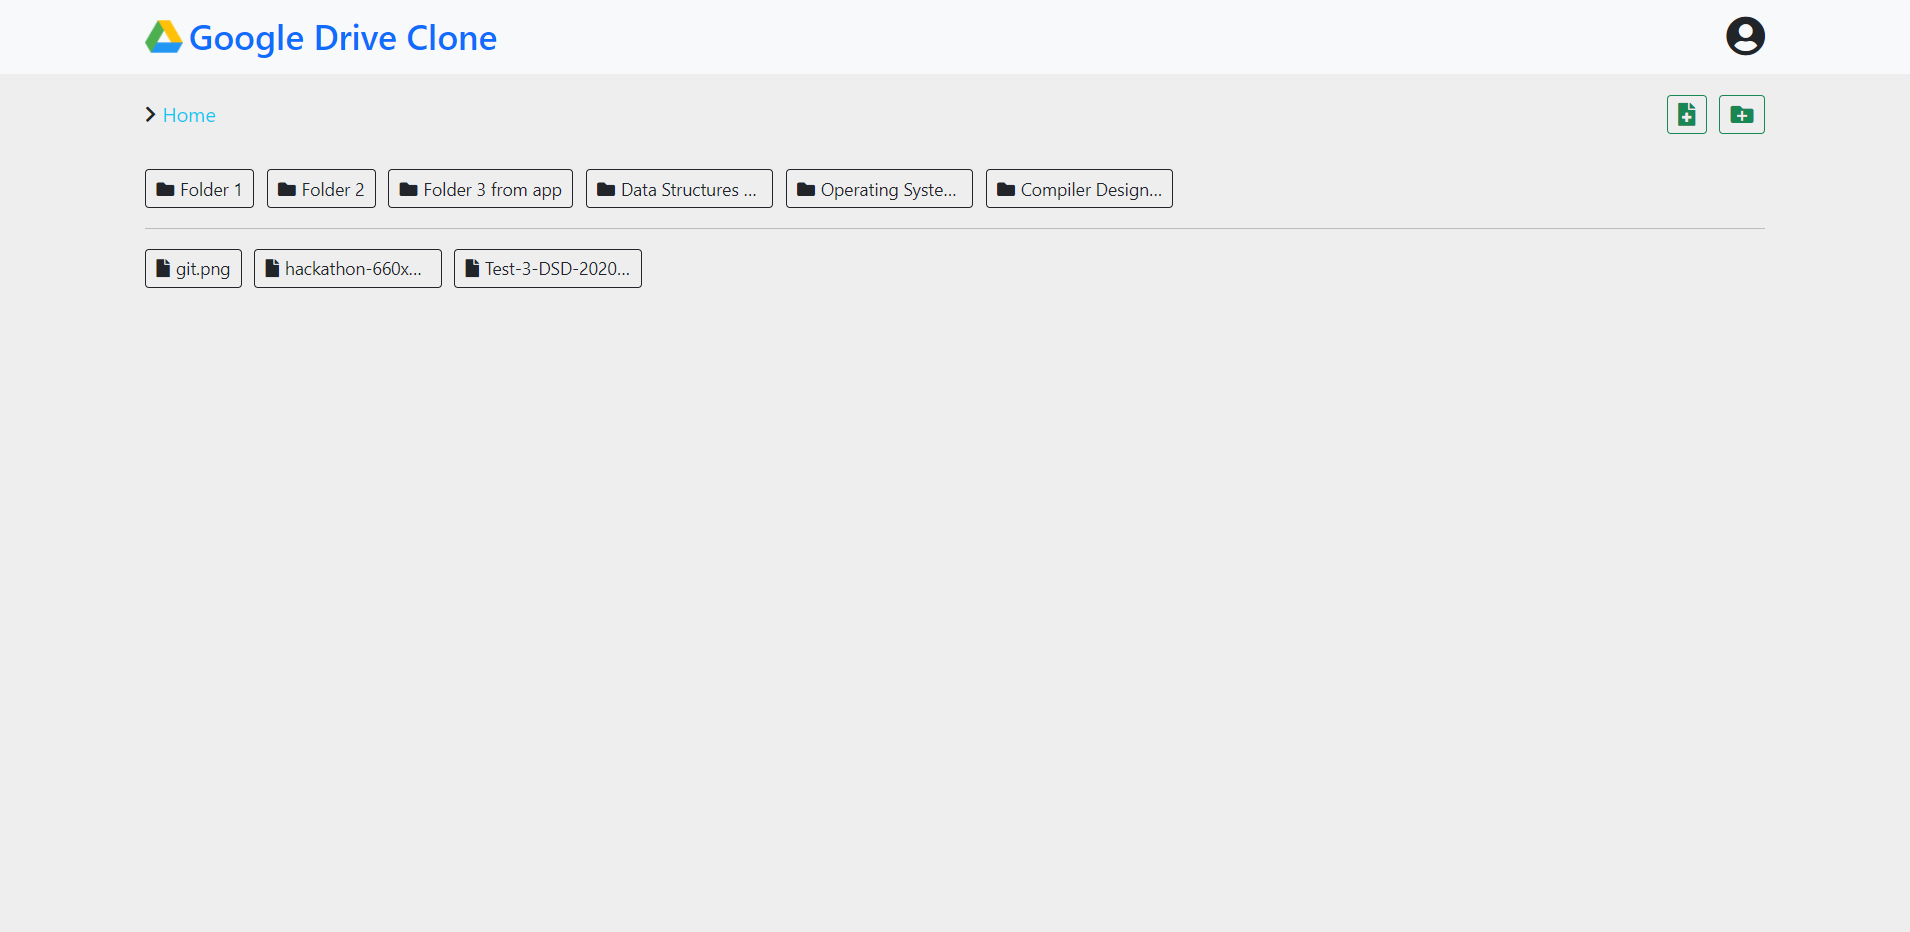 Google Drive Clone
Home
Folder 1 Folder 2 Folder 3 from app Data Structures ... Operating Syste... Compiler Design...
git.png hackathon-660x... Test-3-DSD-2020...